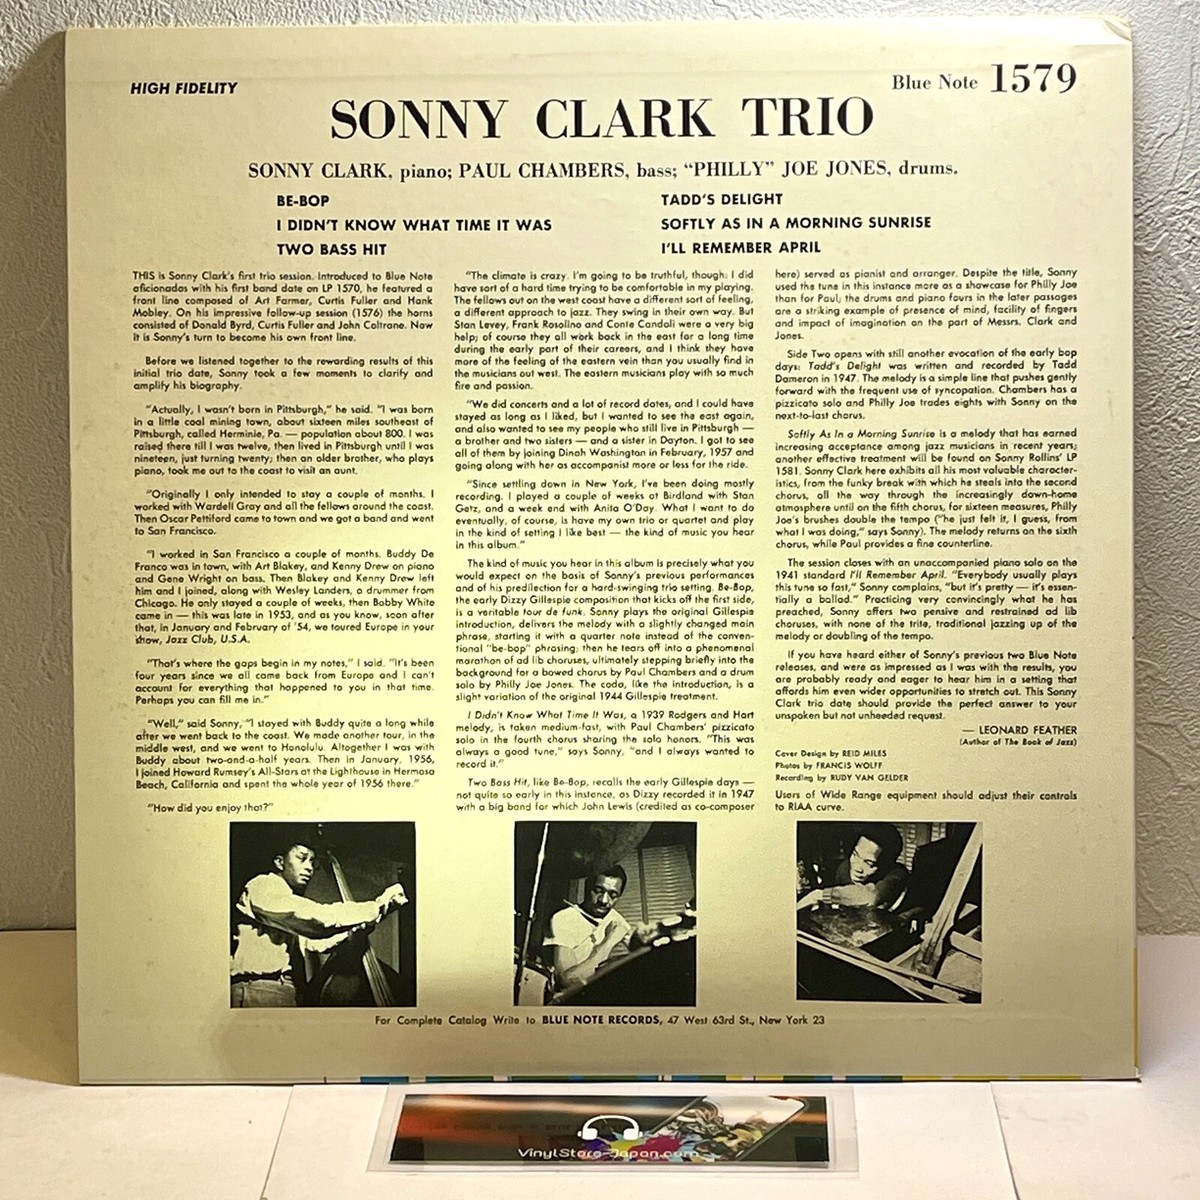 HIGH FIDELITY
Blue Note 1579
SONNY CLARK TRIO
SONNY CLARK, piano; PAUL CHAMBERS, bass; “PHILLY” JOE JONES, drums.
BE-BOP
I DIDN'T KNOW WHAT TIME IT WAS
TWO BASS HIT
TADD'S DELIGHT
SOFTLY AS IN A MORNING SUNRISE
I'LL REMEMBER APRIL
THIS is Sonny Clark's first trio session. Introduced to Blue Note
aficionados with his first band date on LP 1570, he featured a
front line composed of Art Farmer, Curtis Fuller and Hank
Mobley. On his impressive follow-up session (1576) the horns
consisted of Donald Byrd, Curtis Fuller and John Coltrane. Now
it is Sonny's turn to become his own front line.
Before we listened together to the rewarding results of this
initial trio date, Sonny took a few moments to clarify and
amplify his biography.
"Actually, I wasn't born in Pittsburgh," he said. "I was born
in a little coal mining town, about sixteen miles southeast of
Pittsburgh, called Herminie, Pa. — population about 800. I was
raised there till I was twelve, then lived in Pittsburgh until I was
nineteen, just turning twenty; then an older brother, who plays
piano, took me out to the coast to visit an aunt.
"Originally I only intended to stay a couple of months. I
worked with Wardell Gray and all the fellows around the coast.
Then Oscar Pettiford came to town and we got a band and went
to San Francisco.
"I worked in San Francisco a couple of months. Buddy De
Franco was in town, with Art Blakey, and Kenny Drew on piano
and Gene Wright on bass. Then Blakey and Kenny Drew left
him and I joined, along with Wesley Landers, a drummer from
Chicago. He only stayed a couple of weeks, then Bobby White
came in — this was late in 1953, and as you know, soon after
that, in January and February of '54, we toured Europe in your
show, Jazz Club, U.S.A.
"That's where the gaps begin in my notes," I said. "It's been
four years since we all came back from Europe and I can't
account for everything that happened to you in that time.
Perhaps you can fill me in."
"Well," said Sonny, "I stayed with Buddy quite a long while
after we went back to the coast. We made another tour, in the
middle west, and we went to Honolulu. Altogether I was with
Buddy about two-and-a-half years. Then in January, 1956,
I joined Howard Rumsey's All-Stars at the Lighthouse in Hermosa
Beach, California and spent the whole year of 1956 there."
"How did you enjoy that?"
"The climate is crazy. I'm going to be truthful, though: I did
have sort of a hard time trying to be comfortable in my playing.
The fellows out on the west coast have a different sort of feeling,
a different approach to jazz. They swing in their own way. But
Stan Levey, Frank Rosolino and Conte Candoli were a very big
help; of course they all work back in the east for a long time
during the early part of their careers, and I think they have
more of the feeling of the eastern vein than you usually find in
the musicians out west. The eastern musicians play with so much
fire and passion.
"We did concerts and a lot of record dates, and I could have
stayed as long as I liked, but I wanted to see the east again,
and also wanted to see my people who still live in Pittsburgh —
a brother and two sisters — and a sister in Dayton. I got to see
all of them by joining Dinah Washington in February, 1957 and
going along with her as accompanist more or less for the ride.
"Since settling down in New York, I've been doing mostly
recording. I played a couple of weeks at Birdland with Stan
Getz, and a week end with Anita O'Day. What I want to do
eventually, of course, is have my own trio or quartet and play
in the kind of setting I like best — the kind of music you hear
in this album."
The kind of music you hear in this album is precisely what you
would expect on the basis of Sonny's previous performances
and of his predilection for a hard-swinging trio setting. Be-Bop,
the early Dizzy Gillespie composition that kicks off the first side,
is a veritable tour de funk. Sonny plays the original Gillespie
introduction, delivers the melody with a slightly changed main
phrase, starting it with a quarter note instead of the conven-
tional "be-bop" phrasing; then he tears off into a phenomenal
marathon of ad lib choruses, ultimately stepping briefly into the
background for a bowed chorus by Paul Chambers and a drum
solo by Philly Joe Jones. The coda, like the introduction, is a
slight variation of the original 1944 Gillespie treatment.
I Didn't Know What Time It Was, a 1939 Rodgers and Hart
melody, is taken medium-fast, with Paul Chambers' pizzicato
solo in the fourth chorus sharing the solo honors. "This was
always a good tune," says Sonny, "and I always wanted to
record it."
Two Bass Hit, like Be-Bop, recalls the early Gillespie days —
not quite so early in this instance, as Dizzy recorded it in 1947
with a big band for which John Lewis (credited as co-composer
here) served as pianist and arranger. Despite the title, Sonny
used the tune in this instance more as a showcase for Philly Joe
than for Paul; the drums and piano fours in the later passages
are a striking example of presence of mind, facility of fingers
and impact of imagination on the part of Messrs. Clark and
Jones.
Side Two opens with still another evocation of the early bop
days: Tadd's Delight was written and recorded by Tadd
Dameron in 1947. The melody is a simple line that pushes gently
forward with the frequent use of syncopation. Chambers has a
pizzicato solo and Philly Joe trades eights with Sonny on the
next-to-last chorus.
Softly As In a Morning Sunrise is a melody that has earned
increasing acceptance among jazz musicians in recent years;
another effective treatment will be found on Sonny Rollins' LP
1581. Sonny Clark here exhibits all his most valuable character-
istics, from the funky break with which he steals into the second
chorus, all the way through the increasingly down-home
atmosphere until on the fifth chorus, for sixteen measures, Philly
Joe's brushes double the tempo ("he just felt it, I guess, from
what I was doing," says Sonny). The melody returns on the sixth
chorus, while Paul provides a fine counterline.
The session closes with an unaccompanied piano solo on the
1941 standard I'll Remember April. "Everybody usually plays
this tune so fast," Sonny complains, "but it's pretty — it's essen-
tially a ballad." Practicing very convincingly what he has
preached, Sonny offers two pensive and restrained ad lib
choruses, with none of the trite, traditional jazzing up of the
melody or doubling of the tempo.
If you have heard either of Sonny's previous two Blue Note
releases, and were as impressed as I was with the results, you
are probably ready and eager to hear him in a setting that
affords him even wider opportunities to stretch out. This Sonny
Clark trio date should provide the perfect answer to your
unspoken but not unheeded request.
— LEONARD FEATHER
(Author of The Book of Jazz)
Cover Design by REID MILES
Photos by FRANCIS WOLFF
Recording by RUDY VAN GELDER
Users of Wide Range equipment should adjust their controls
to RIAA curve.
For Complete Catalog Write to BLUE NOTE RECORDS, 47 West 63rd St., New York 23
VinylStore-Japan.com